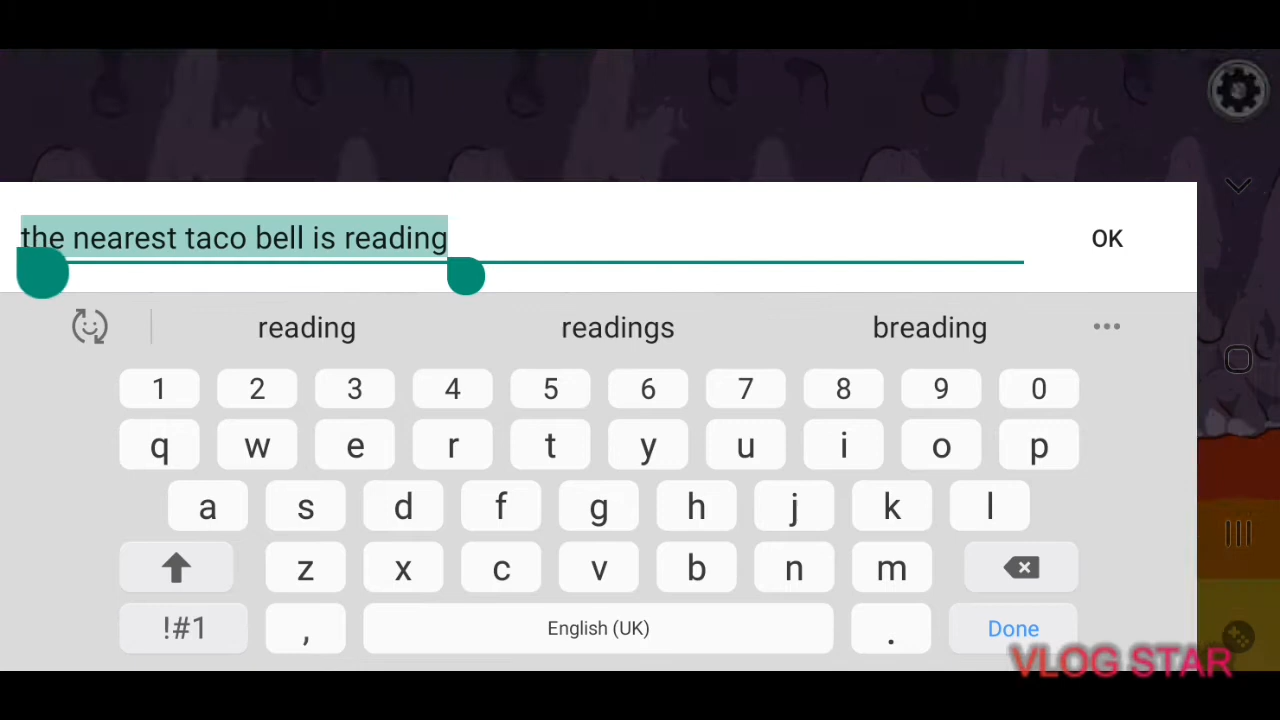 the nearest taco bell is reading
OK
reading readings breading
1 2 3 4 5 6 7 8 9 0
q w e r t y u i o p
a s d f g h j k l
z x c v b n m
!#1 , English (UK) . Done
VLOG STAR